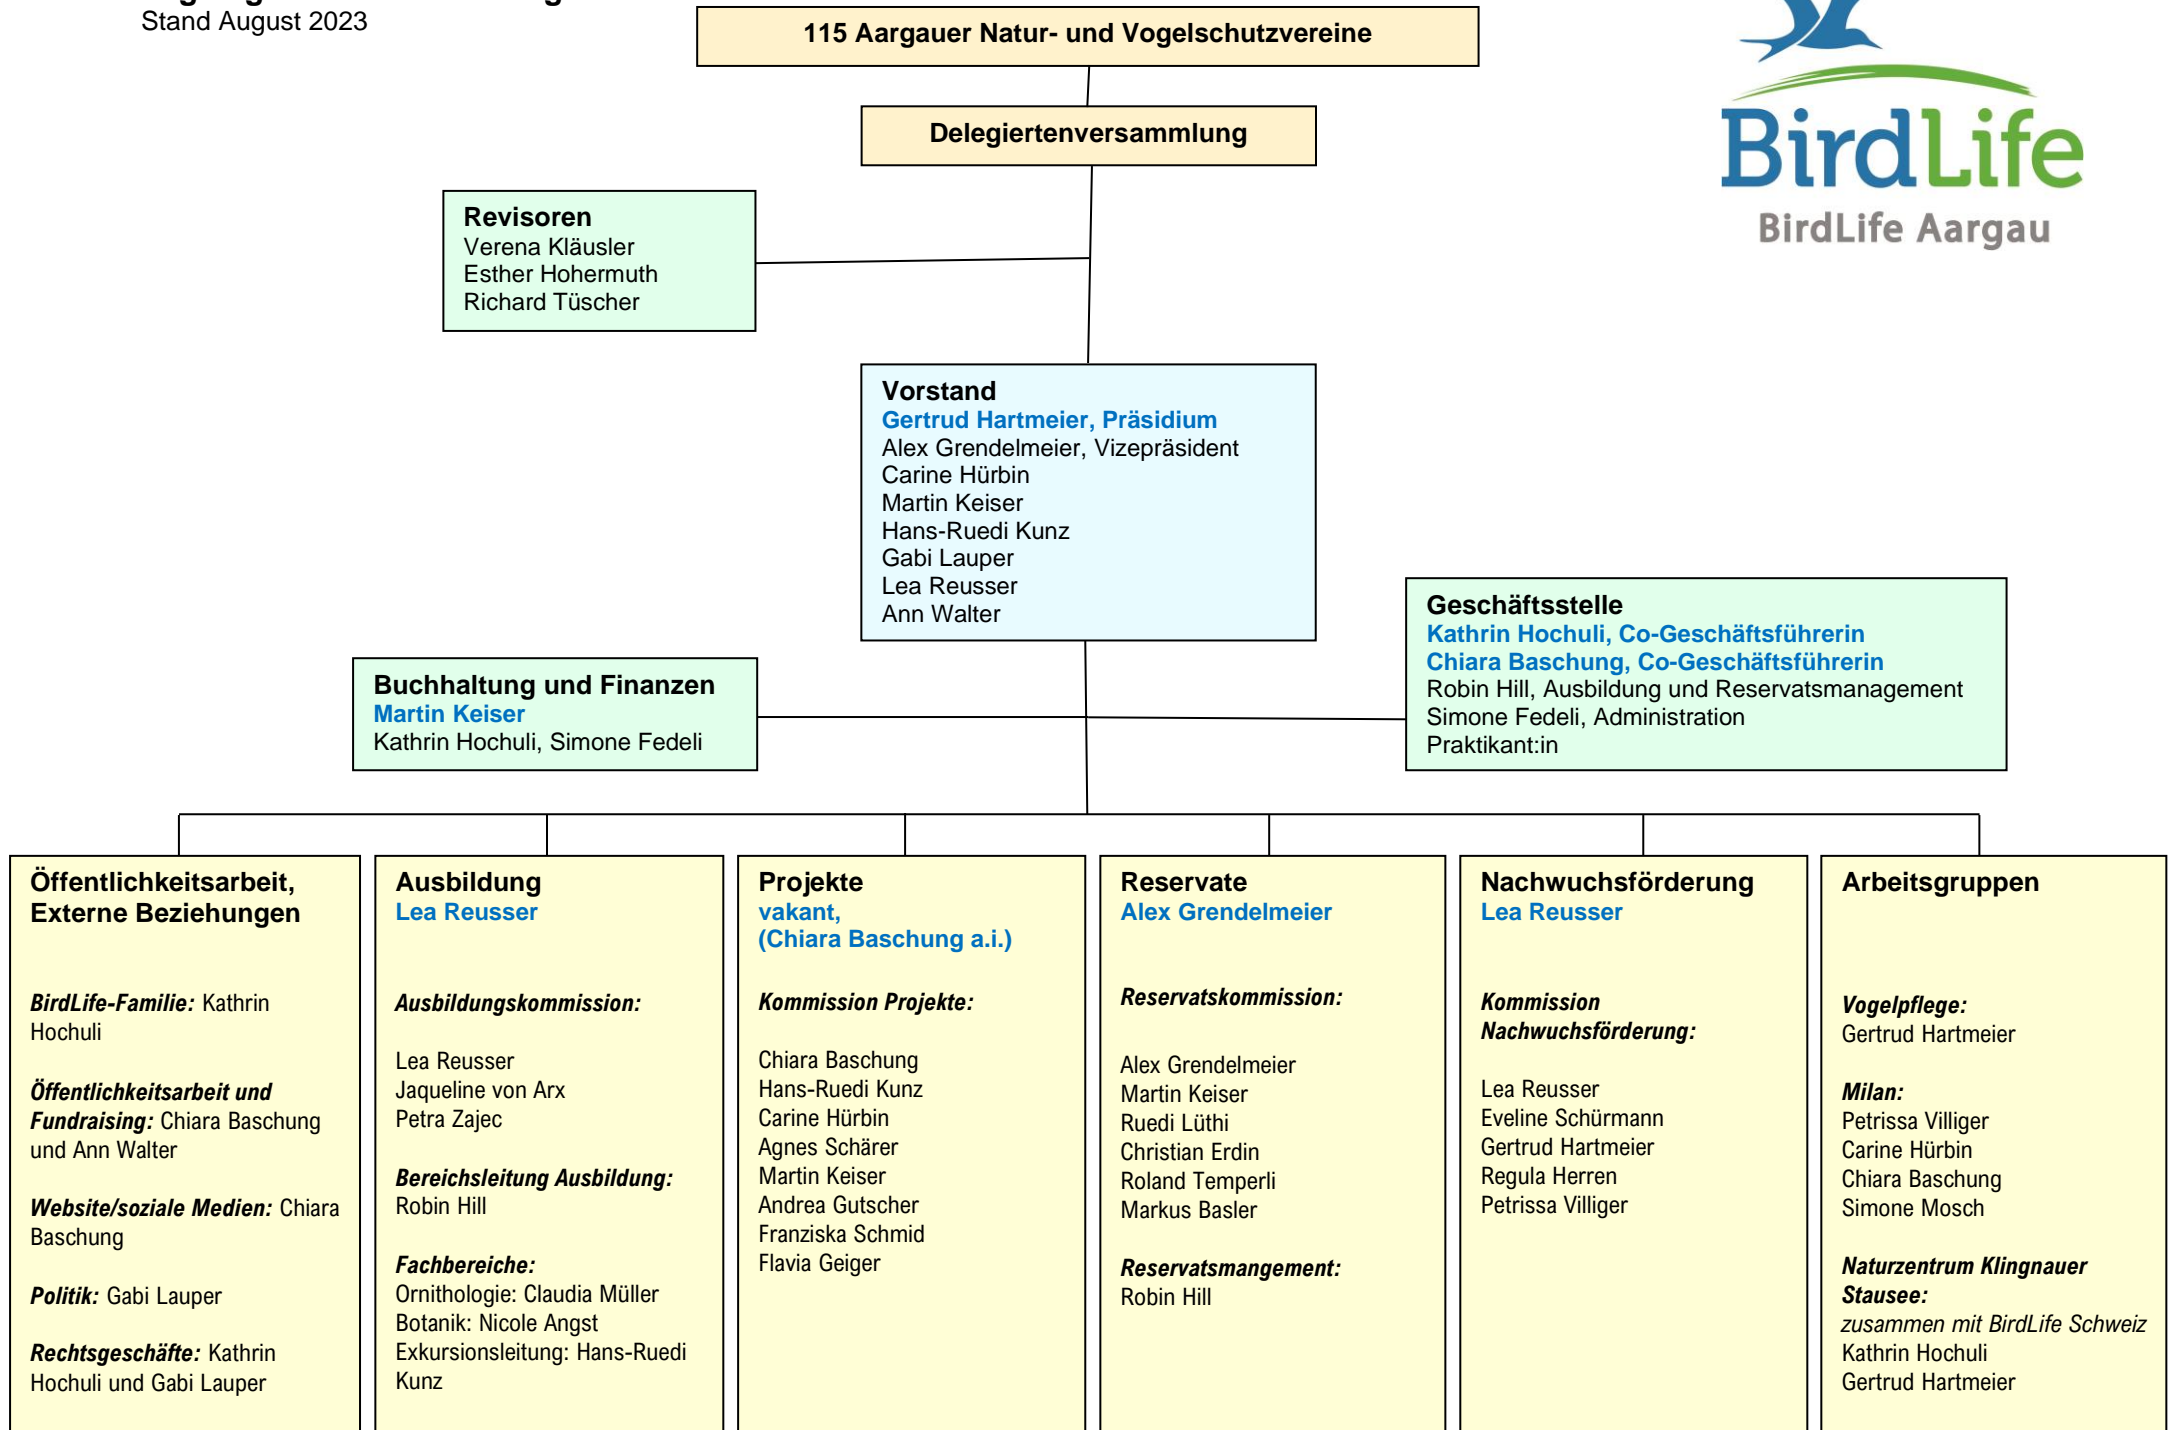 Stand August 2023
115 Aargauer Natur- und Vogelschutzvereine
BirdLife
BirdLife Aargau
Delegiertenversammlung
Revisoren
Verena Kläusler
Esther Hohermuth
Richard Tüscher
Vorstand
Gertrud Hartmeier, Präsidium
Alex Grendelmeier, Vizepräsident
Carine Hürbin
Martin Keiser
Hans-Ruedi Kunz
Gabi Lauper
Lea Reusser
Ann Walter
Geschäftsstelle
Kathrin Hochuli, Co-Geschäftsführerin
Chiara Baschung, Co-Geschäftsführerin
Robin Hill, Ausbildung und Reservatsmanagement
Simone Fedeli, Administration
Praktikant:in
Buchhaltung und Finanzen
Martin Keiser
Kathrin Hochuli, Simone Fedeli
Öffentlichkeitsarbeit,
Externe Beziehungen
BirdLife-Familie: Kathrin
Hochuli
Öffentlichkeitsarbeit und
Fundraising: Chiara Baschung
und Ann Walter
Website/soziale Medien: Chiara
Baschung
Politik: Gabi Lauper
Rechtsgeschäfte: Kathrin
Hochuli und Gabi Lauper
Ausbildung
Lea Reusser
Ausbildungskommission:
Lea Reusser
Jaqueline von Arx
Petra Zajec
Bereichsleitung Ausbildung:
Robin Hill
Fachbereiche:
Ornithologie: Claudia Müller
Botanik: Nicole Angst
Exkursionsleitung: Hans-Ruedi
Kunz
Projekte
vakant,
(Chiara Baschung a.i.)
Kommission Projekte:
Chiara Baschung
Hans-Ruedi Kunz
Carine Hürbin
Agnes Schärer
Martin Keiser
Andrea Gutscher
Franziska Schmid
Flavia Geiger
Reservate
Alex Grendelmeier
Reservatskommission:
Alex Grendelmeier
Martin Keiser
Ruedi Lüthi
Christian Erdin
Roland Temperli
Markus Basler
Reservatsmangement:
Robin Hill
Nachwuchsförderung
Lea Reusser
Kommission
Nachwuchsförderung:
Lea Reusser
Eveline Schürmann
Gertrud Hartmeier
Regula Herren
Petrissa Villiger
Arbeitsgruppen
Vogelpflege:
Gertrud Hartmeier
Milan:
Petrissa Villiger
Carine Hürbin
Chiara Baschung
Simone Mosch
Naturzentrum Klingnauer
Stausee:
zusammen mit BirdLife Schweiz
Kathrin Hochuli
Gertrud Hartmeier